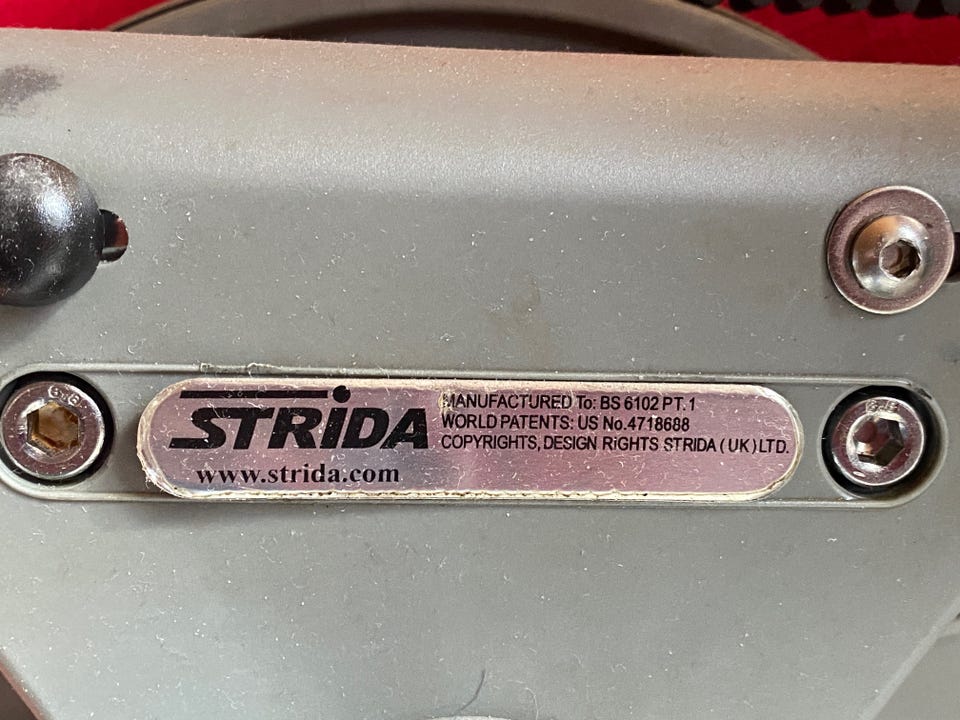 STRiDA
www.strida.com
MANUFACTURED To: BS 6102 PT.1
WORLD PATENTS: US No.4718688
COPYRIGHTS, DESIGN RiGHTS STRIDA ( UK ) LTD.